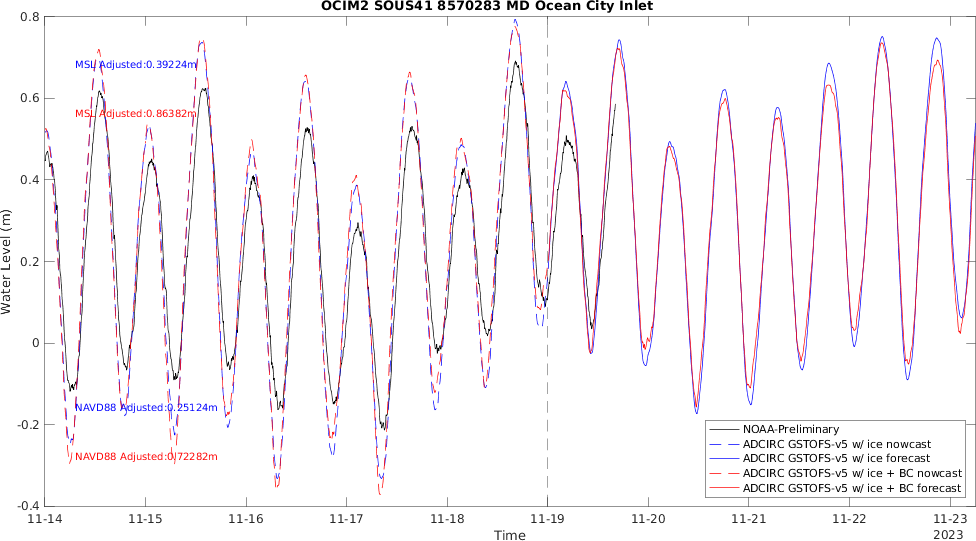 OCIM2 SOUS41 8570283 MD Ocean City Inlet
0.8
0.6
0.4
0.2
0
-0.2
-0.4
Water Level (m)
MSL Adjusted:0.39224m
MSL Adjusted:0.86382m
NAVD88 Adjusted:0.25124m
NAVD88 Adjusted:0.72282m
NOAA-Preliminary
ADCIRC GSTOFS-v5 w/ ice nowcast
ADCIRC GSTOFS-v5 w/ ice forecast
ADCIRC GSTOFS-v5 w/ ice + BC nowcast
ADCIRC GSTOFS-v5 w/ ice + BC forecast
11-14 11-15 11-16 11-17 11-18 11-19 11-20 11-21 11-22 11-23
2023
Time